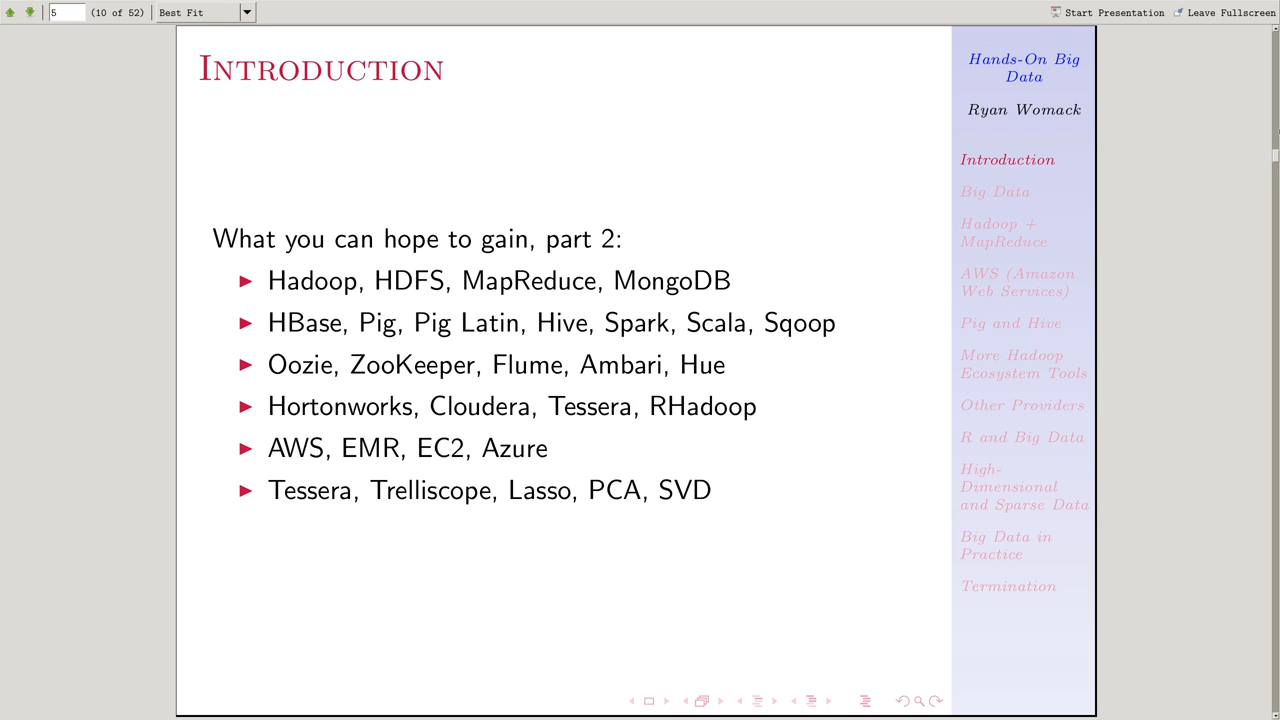 5 (10 of 52) Best Fit Start Presentation Leave Fullscreen
Introduction
What you can hope to gain, part 2:
Hadoop, HDFS, MapReduce, MongoDB
HBase, Pig, Pig Latin, Hive, Spark, Scala, Sqoop
Oozie, ZooKeeper, Flume, Ambari, Hue
Hortonworks, Cloudera, Tessera, RHadoop
AWS, EMR, EC2, Azure
Tessera, Trelliscope, Lasso, PCA, SVD
Hands-On Big
Data
Ryan Womack
Introduction
Big Data
Hadoop +
MapReduce
AWS (Amazon
Web Services)
Pig and Hive
More Hadoop
Ecosystem Tools
Other Providers
R and Big Data
High-
Dimensional
and Sparse Data
Big Data in
Practice
Termination